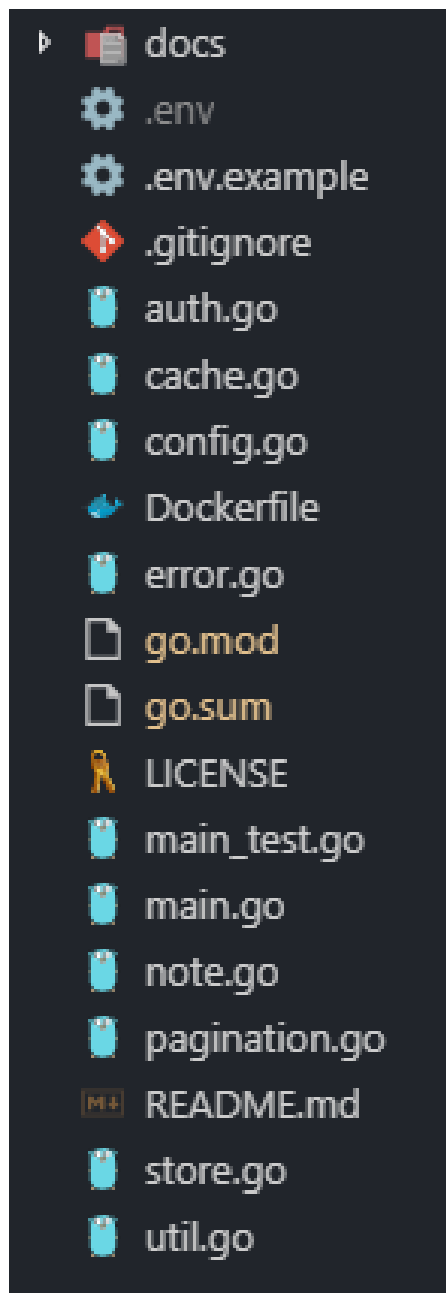 docs
.env
.env.example
.gitignore
auth.go
cache.go
config.go
Dockerfile
error.go
go.mod
go.sum
LICENSE
main_test.go
main.go
note.go
pagination.go
README.md
store.go
util.go